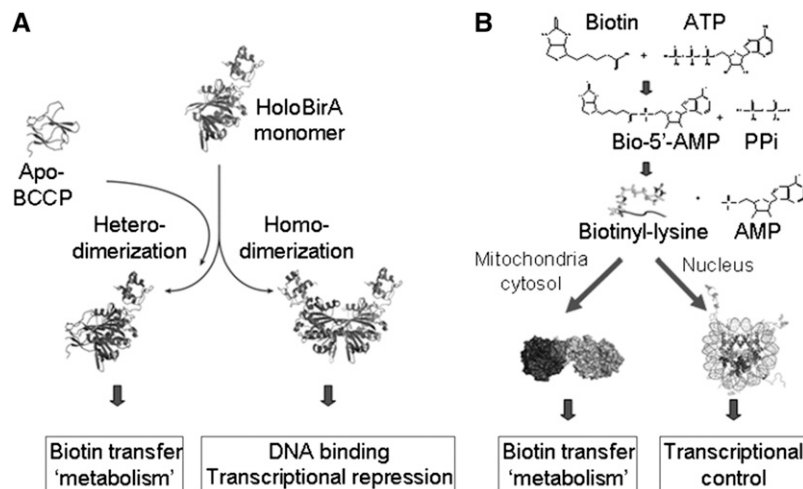 A
HoloBirA
monomer
Apo-
BCCP
Hetero-
dimerization
Homo-
dimerization
Biotin transfer
‘metabolism’
DNA binding
Transcriptional repression
B
Biotin
ATP
+
Bio-5’-AMP
+
PPi
Biotinyl-lysine
AMP
Mitochondria
cytosol
Nucleus
Biotin transfer
‘metabolism’
Transcriptional
control